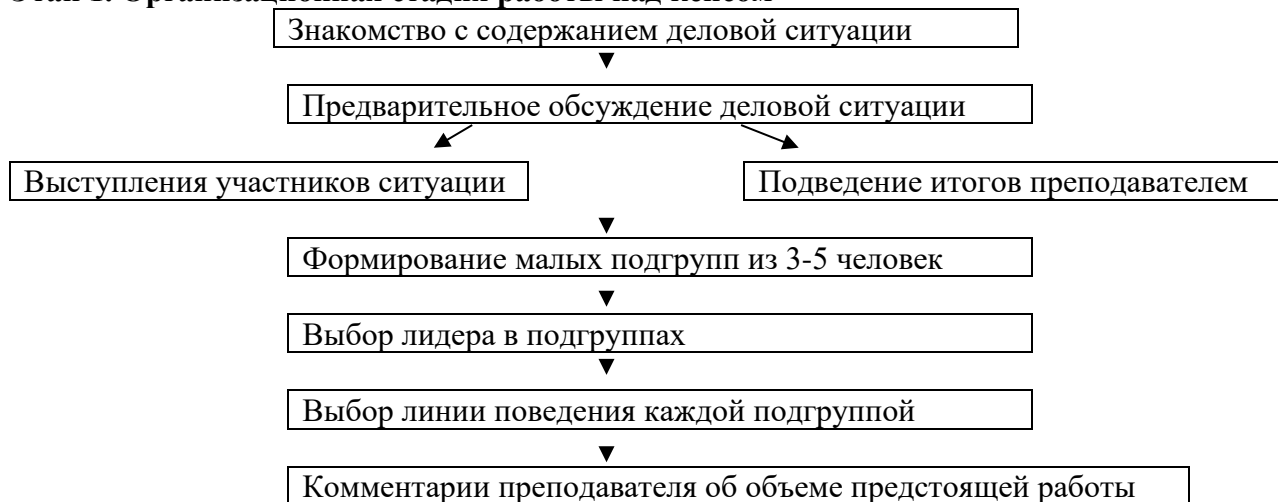 Этап 1. Организационная стадия работы над кейсом
Знакомство с содержанием деловой ситуации
Предварительное обсуждение деловой ситуации
Выступления участников ситуации
Подведение итогов преподавателем
Формирование малых подгрупп из 3-5 человек
Выбор лидера в подгруппах
Выбор линии поведения каждой подгруппой
Комментарии преподавателя об объеме предстоящей работы